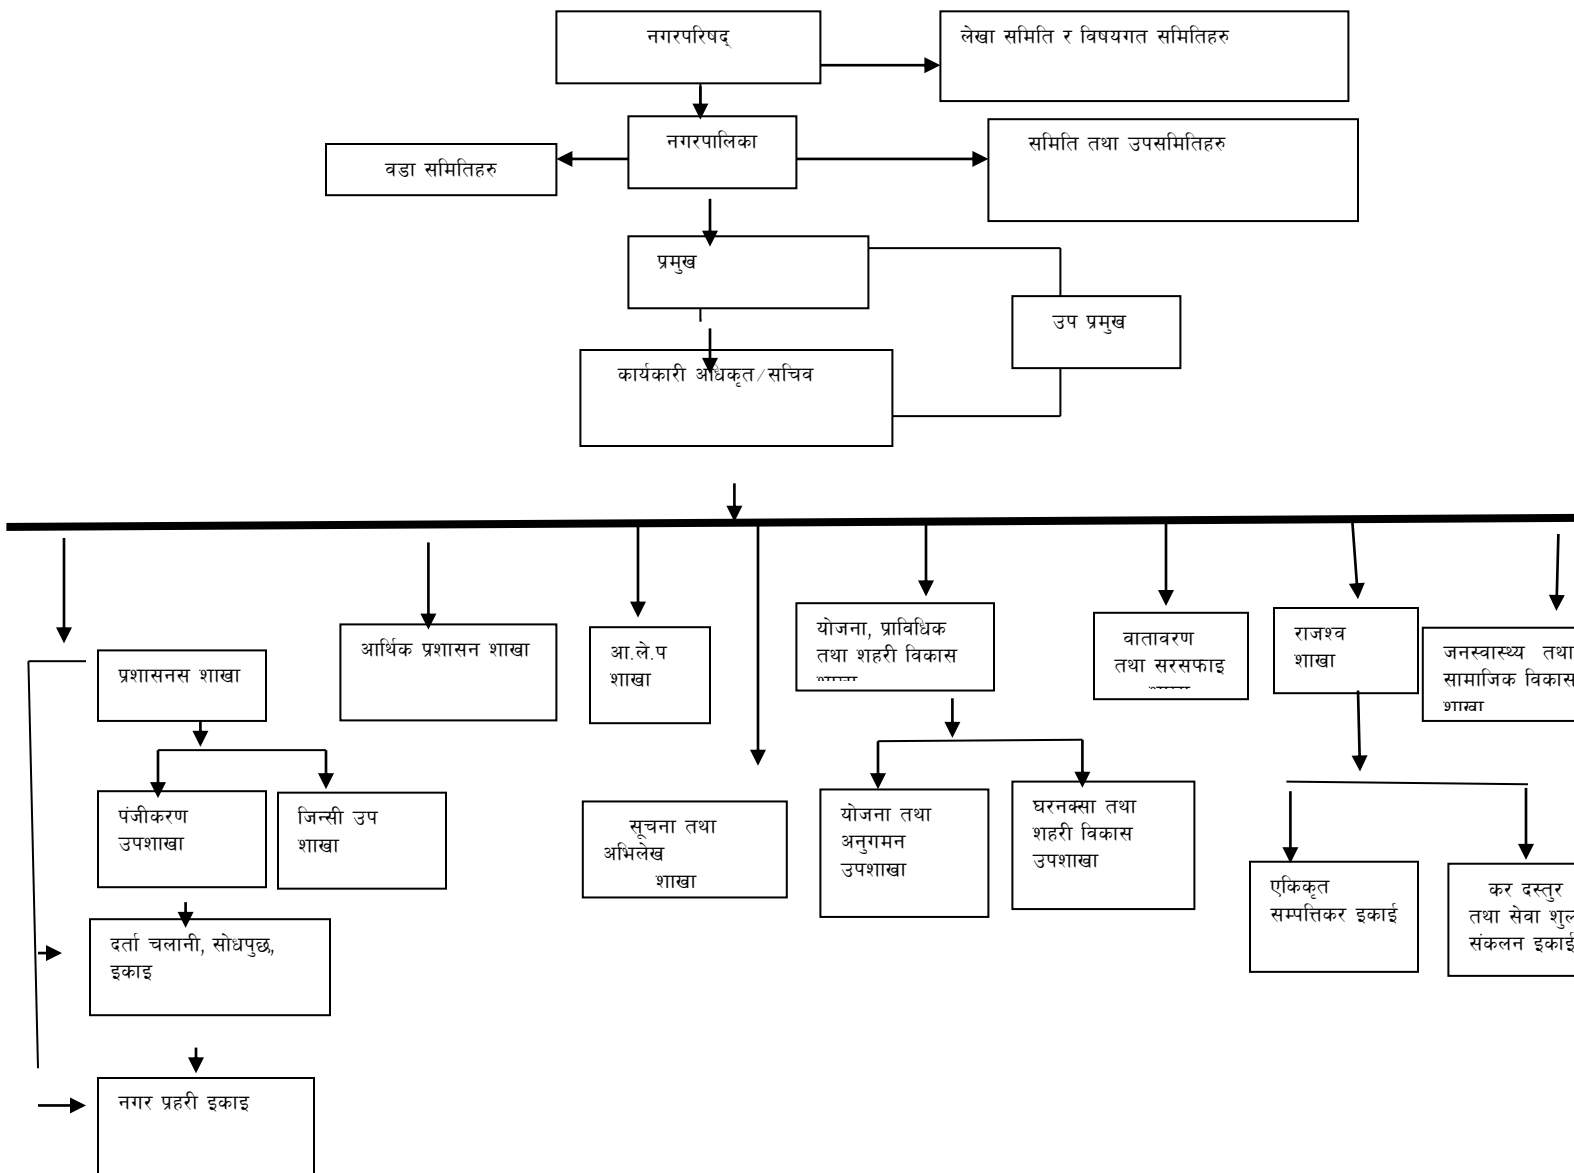 नगरपरिषद्
लेखा समिति र विषयगत समितिहरु
नगरपालिका
समिति तथा उपसमितिहरु
वडा समितिहरु
प्रमुख
उप प्रमुख
कार्यकारी अधिकृत/सचिव
प्रशासनस शाखा
आर्थिक प्रशासन शाखा
आ.ले.प
शाखा
योजना, प्राविधिक
तथा शहरी विकास
वातावरण
तथा सरसफाइ
राजश्व
शाखा
जनस्वास्थ्य तथा
सामाजिक विकास
शाखा
पंजीकरण
उपशाखा
जिन्सी उप
शाखा
सूचना तथा
अभिलेख
शाखा
योजना तथा
अनुगमन
उपशाखा
घरनक्सा तथा
शहरी विकास
उपशाखा
एकिकृत
सम्पत्तिकर इकाई
कर दस्तुर
तथा सेवा
संकलन इकाई
दर्ता चलानी, सोधपुछ,
इकाइ
नगर प्रहरी इकाइ